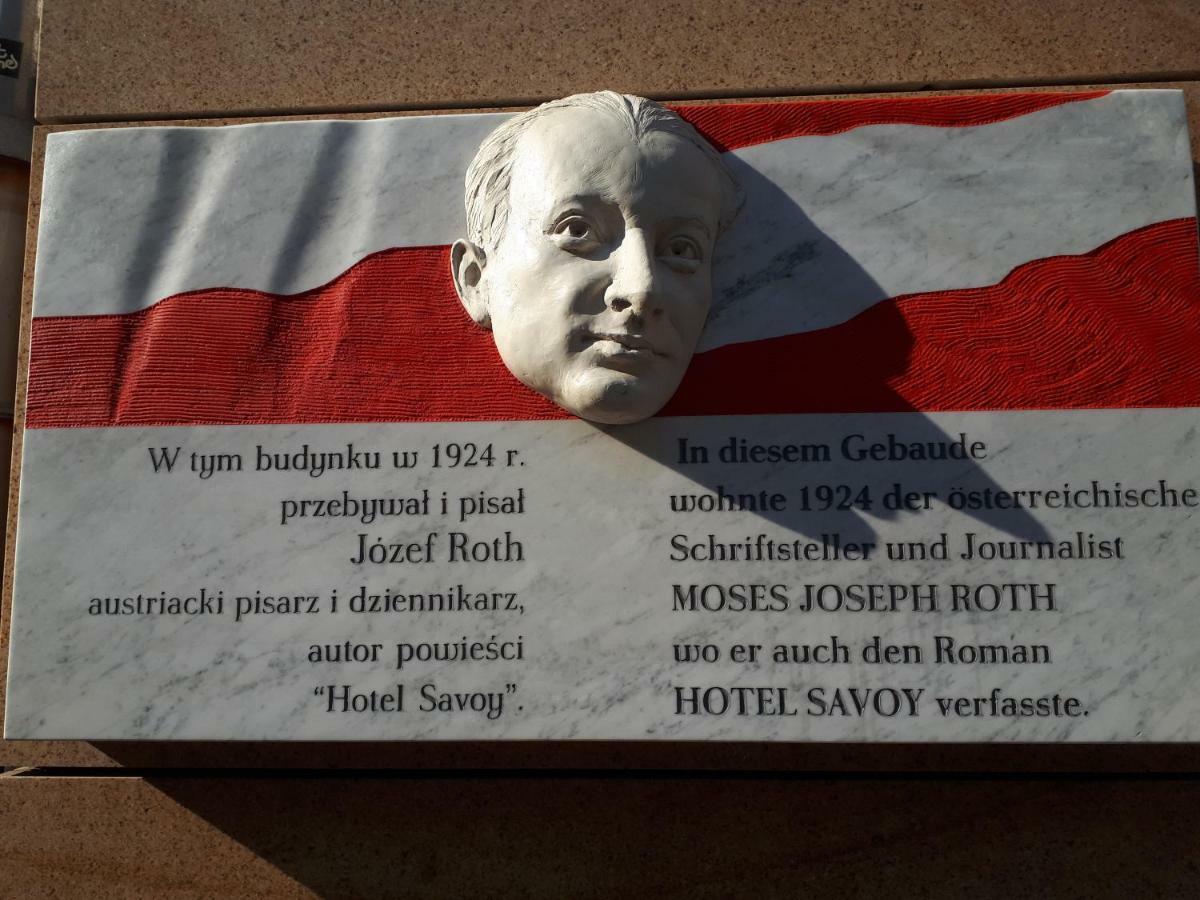 W tym budynku w 1924 r.
przebywał i pisał
Józef Roth
austriacki pisarz i dziennikarz,
autor powieści
“Hotel Savoy”.
In diesem Gebaude
wohnte 1924 der österreichische
Schriftsteller und Journalist
MOSES JOSEPH ROTH
wo er auch den Roman
HOTEL SAVOY verfasste.